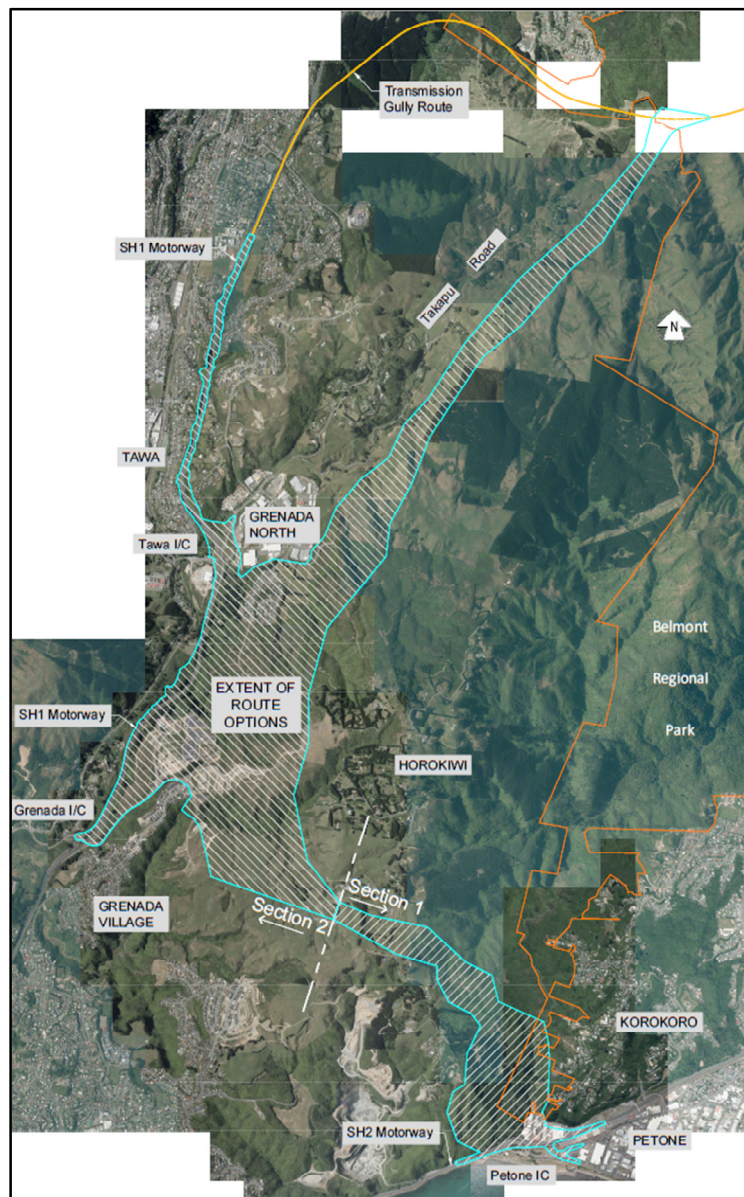 Transmission
Gully Route
SH1 Motorway
Takapu Road
N
TAWA
GRENADA
NORTH
Tawa I/C
Belmont
Regional
Park
EXTENT OF
ROUTE
OPTIONS
SH1 Motorway
HOROKIWI
Grenada I/C
GRENADA
VILLAGE
Section 1
Section 2
KOROKORO
SH2 Motorway
PETONE
Petone IC